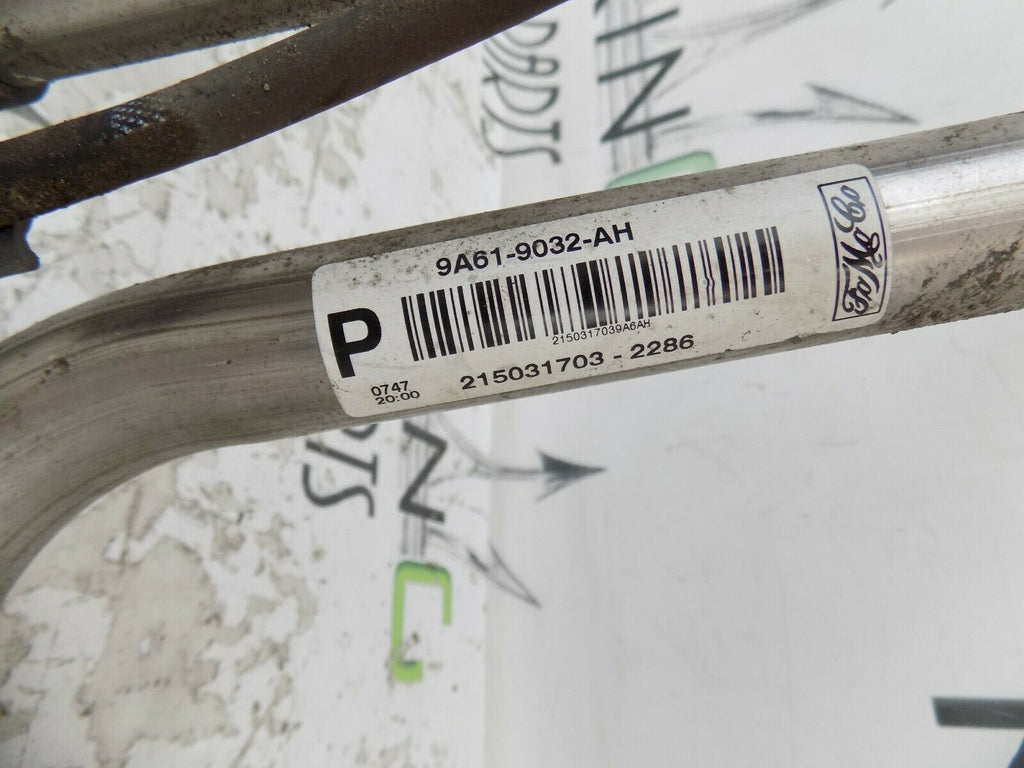 9A61-9032-AH
P
2150317039A6AH
0747
20:00
215031703 - 2286
FoMoCo